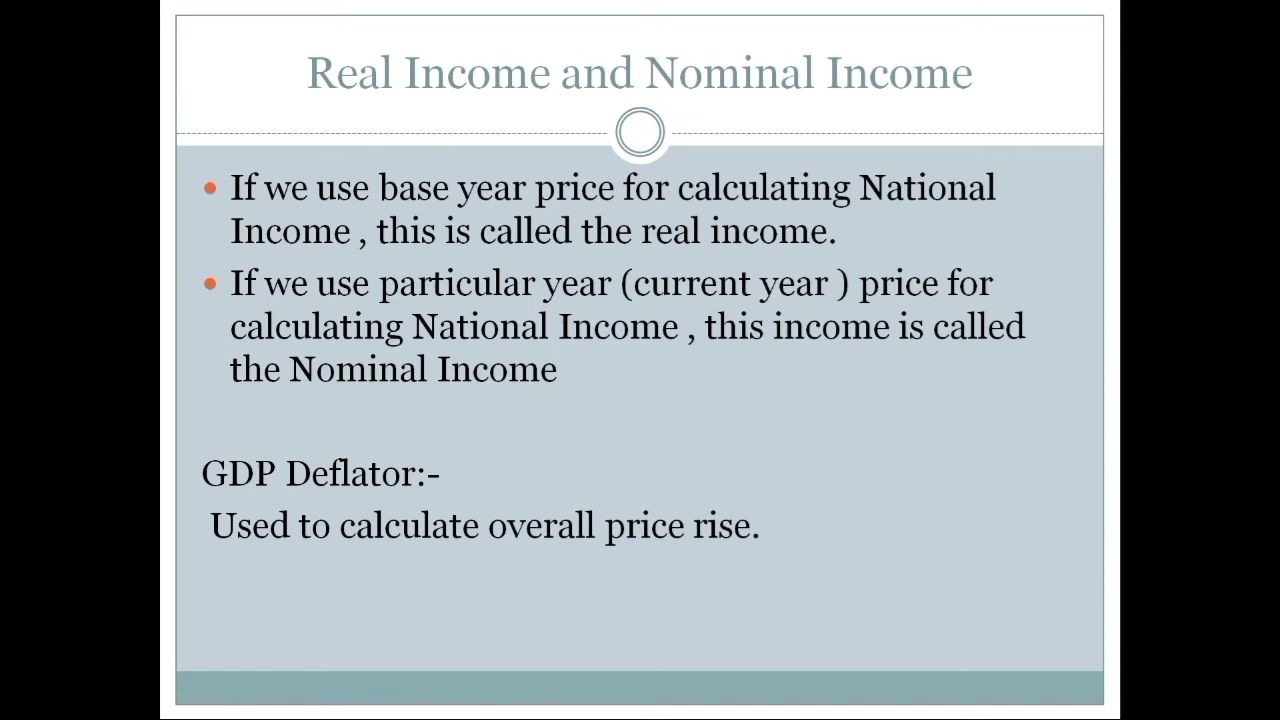 Real Income and Nominal Income
• If we use base year price for calculating National
Income , this is called the real income.
• If we use particular year (current year ) price for
calculating National Income , this income is called
the Nominal Income
GDP Deflator:-
Used to calculate overall price rise.